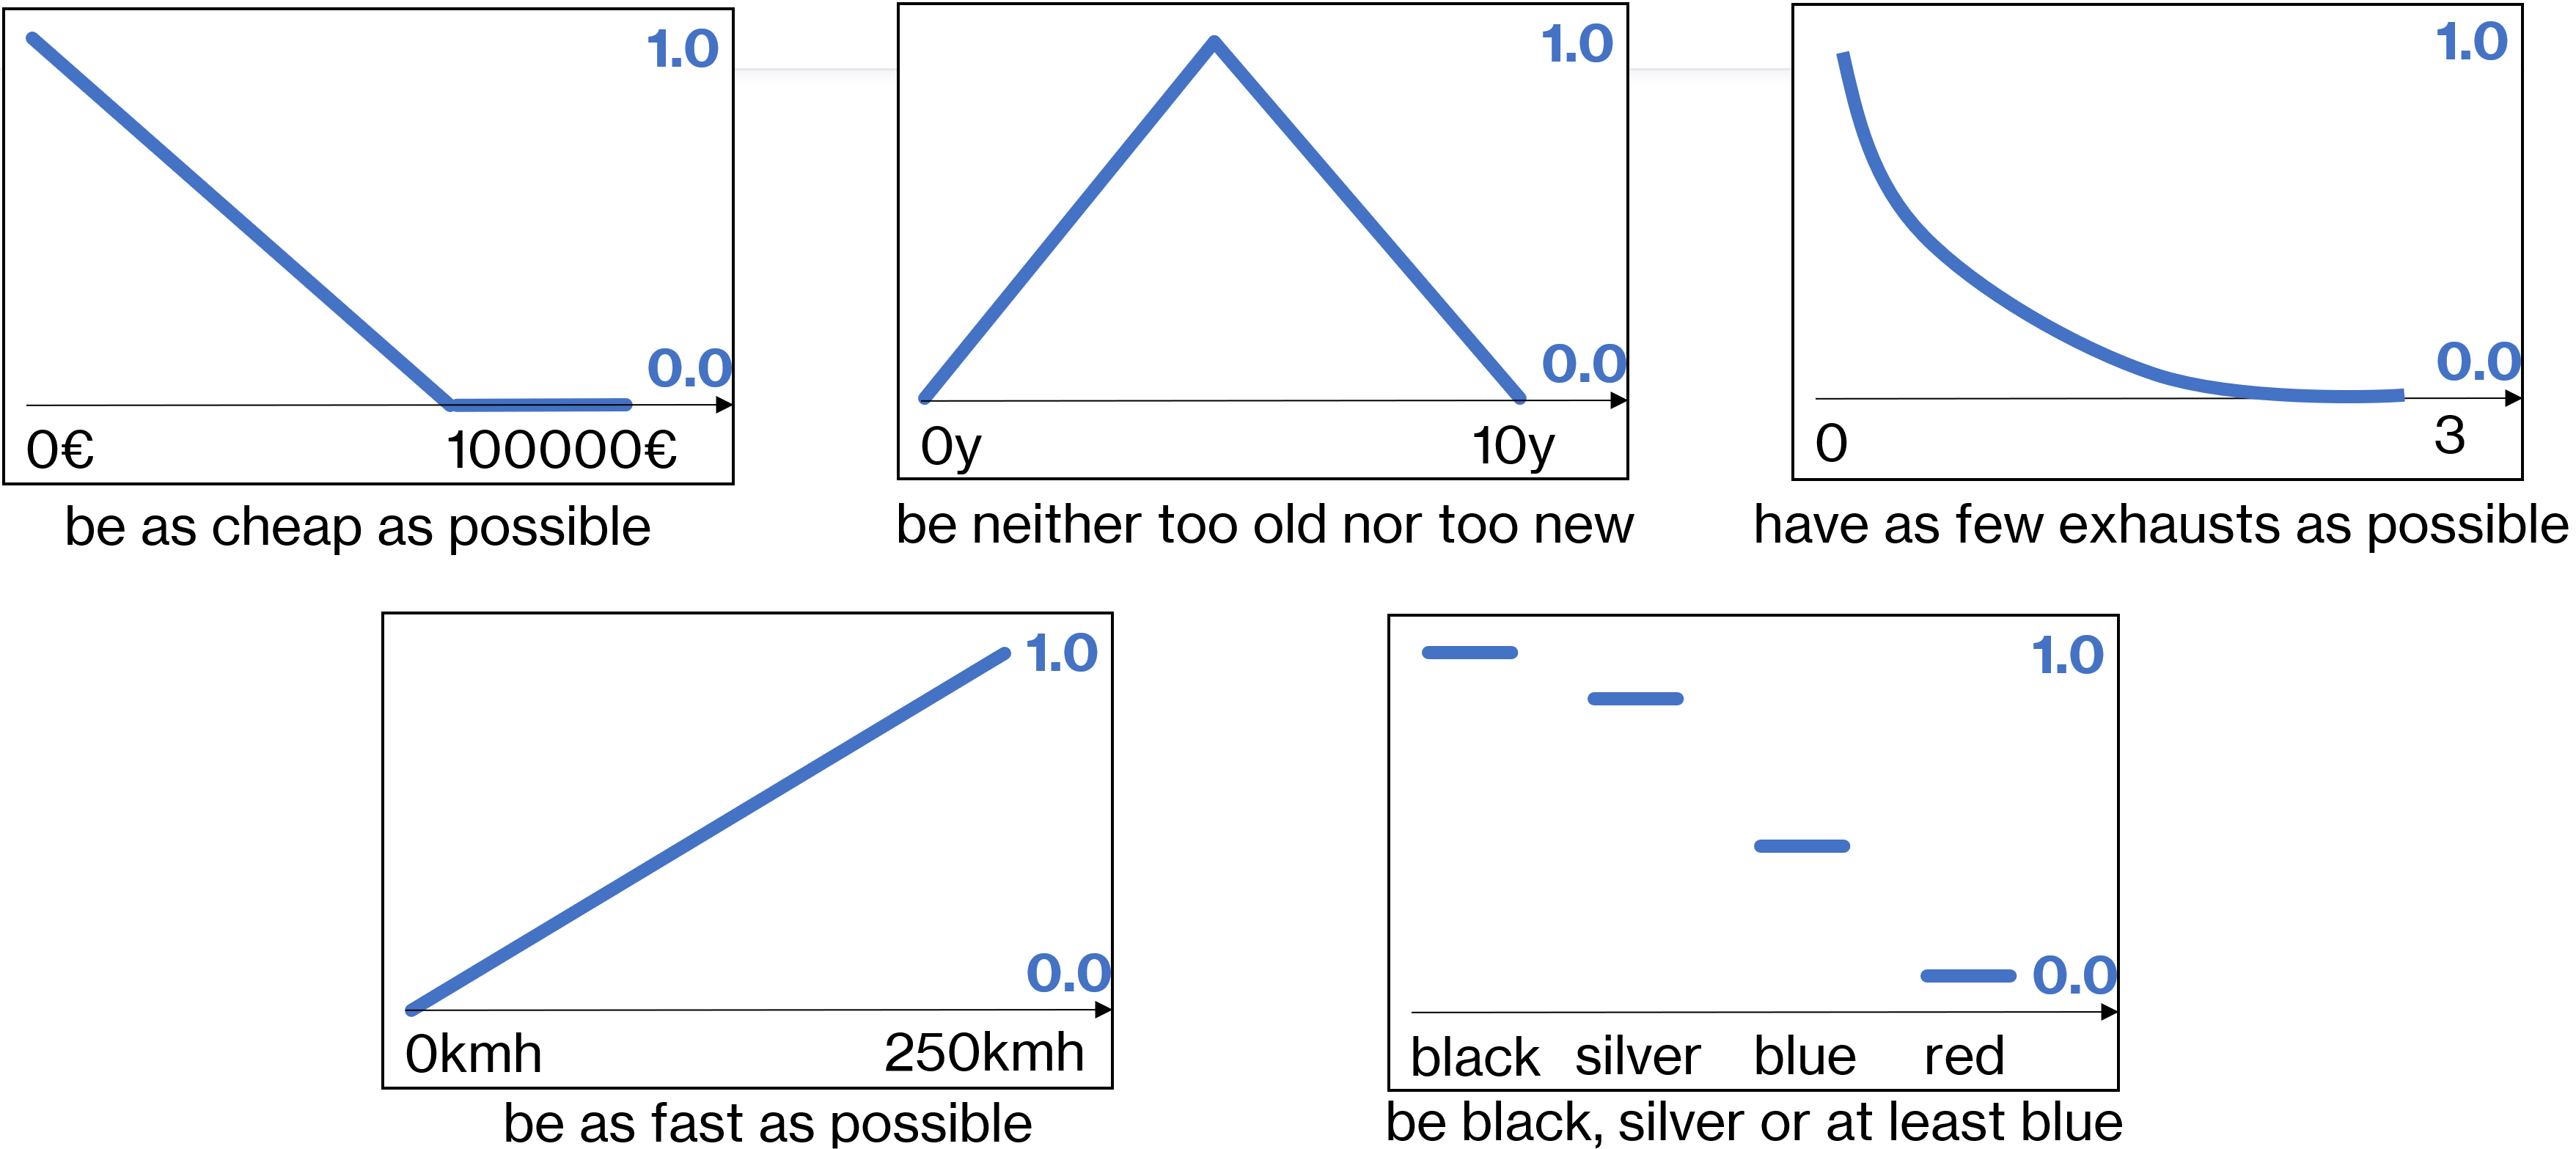 1.0
0.0
0€ 100000€
be as cheap as possible
1.0
0.0
0y 10y
be neither too old nor too new
1.0
0.0
0 3
have as few exhausts as possible
1.0
0.0
0kmh 250kmh
be as fast as possible
1.0
0.0
black silver blue red
be black, silver or at least blue